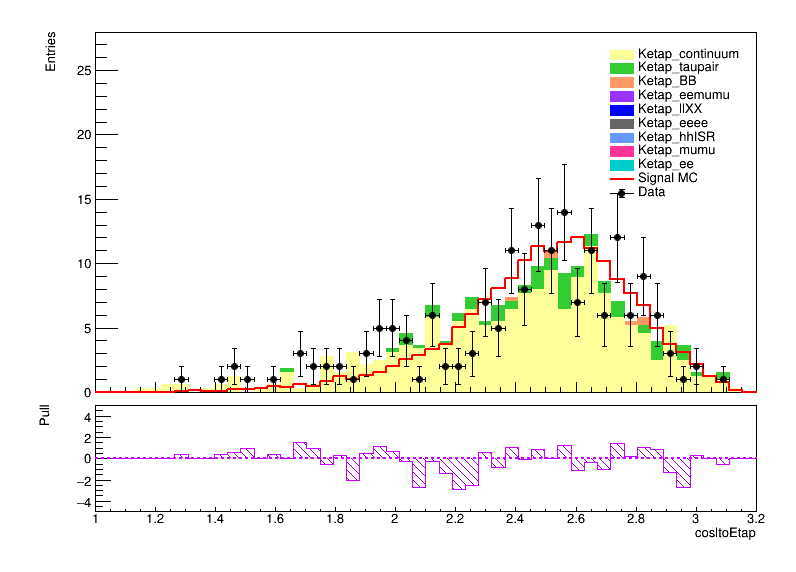 Entries
25
20
15
10
5
0
Ketap_continuum
Ketap_taupair
Ketap_BB
Ketap_eemumu
Ketap_llXX
Ketap_eeee
Ketap_hhISR
Ketap_mumu
Ketap_ee
Signal MC
Data
Pull
4
2
0
−2
−4
1 1.2 1.4 1.6 1.8 2 2.2 2.4 2.6 2.8 3 3.2
cosltoEtap